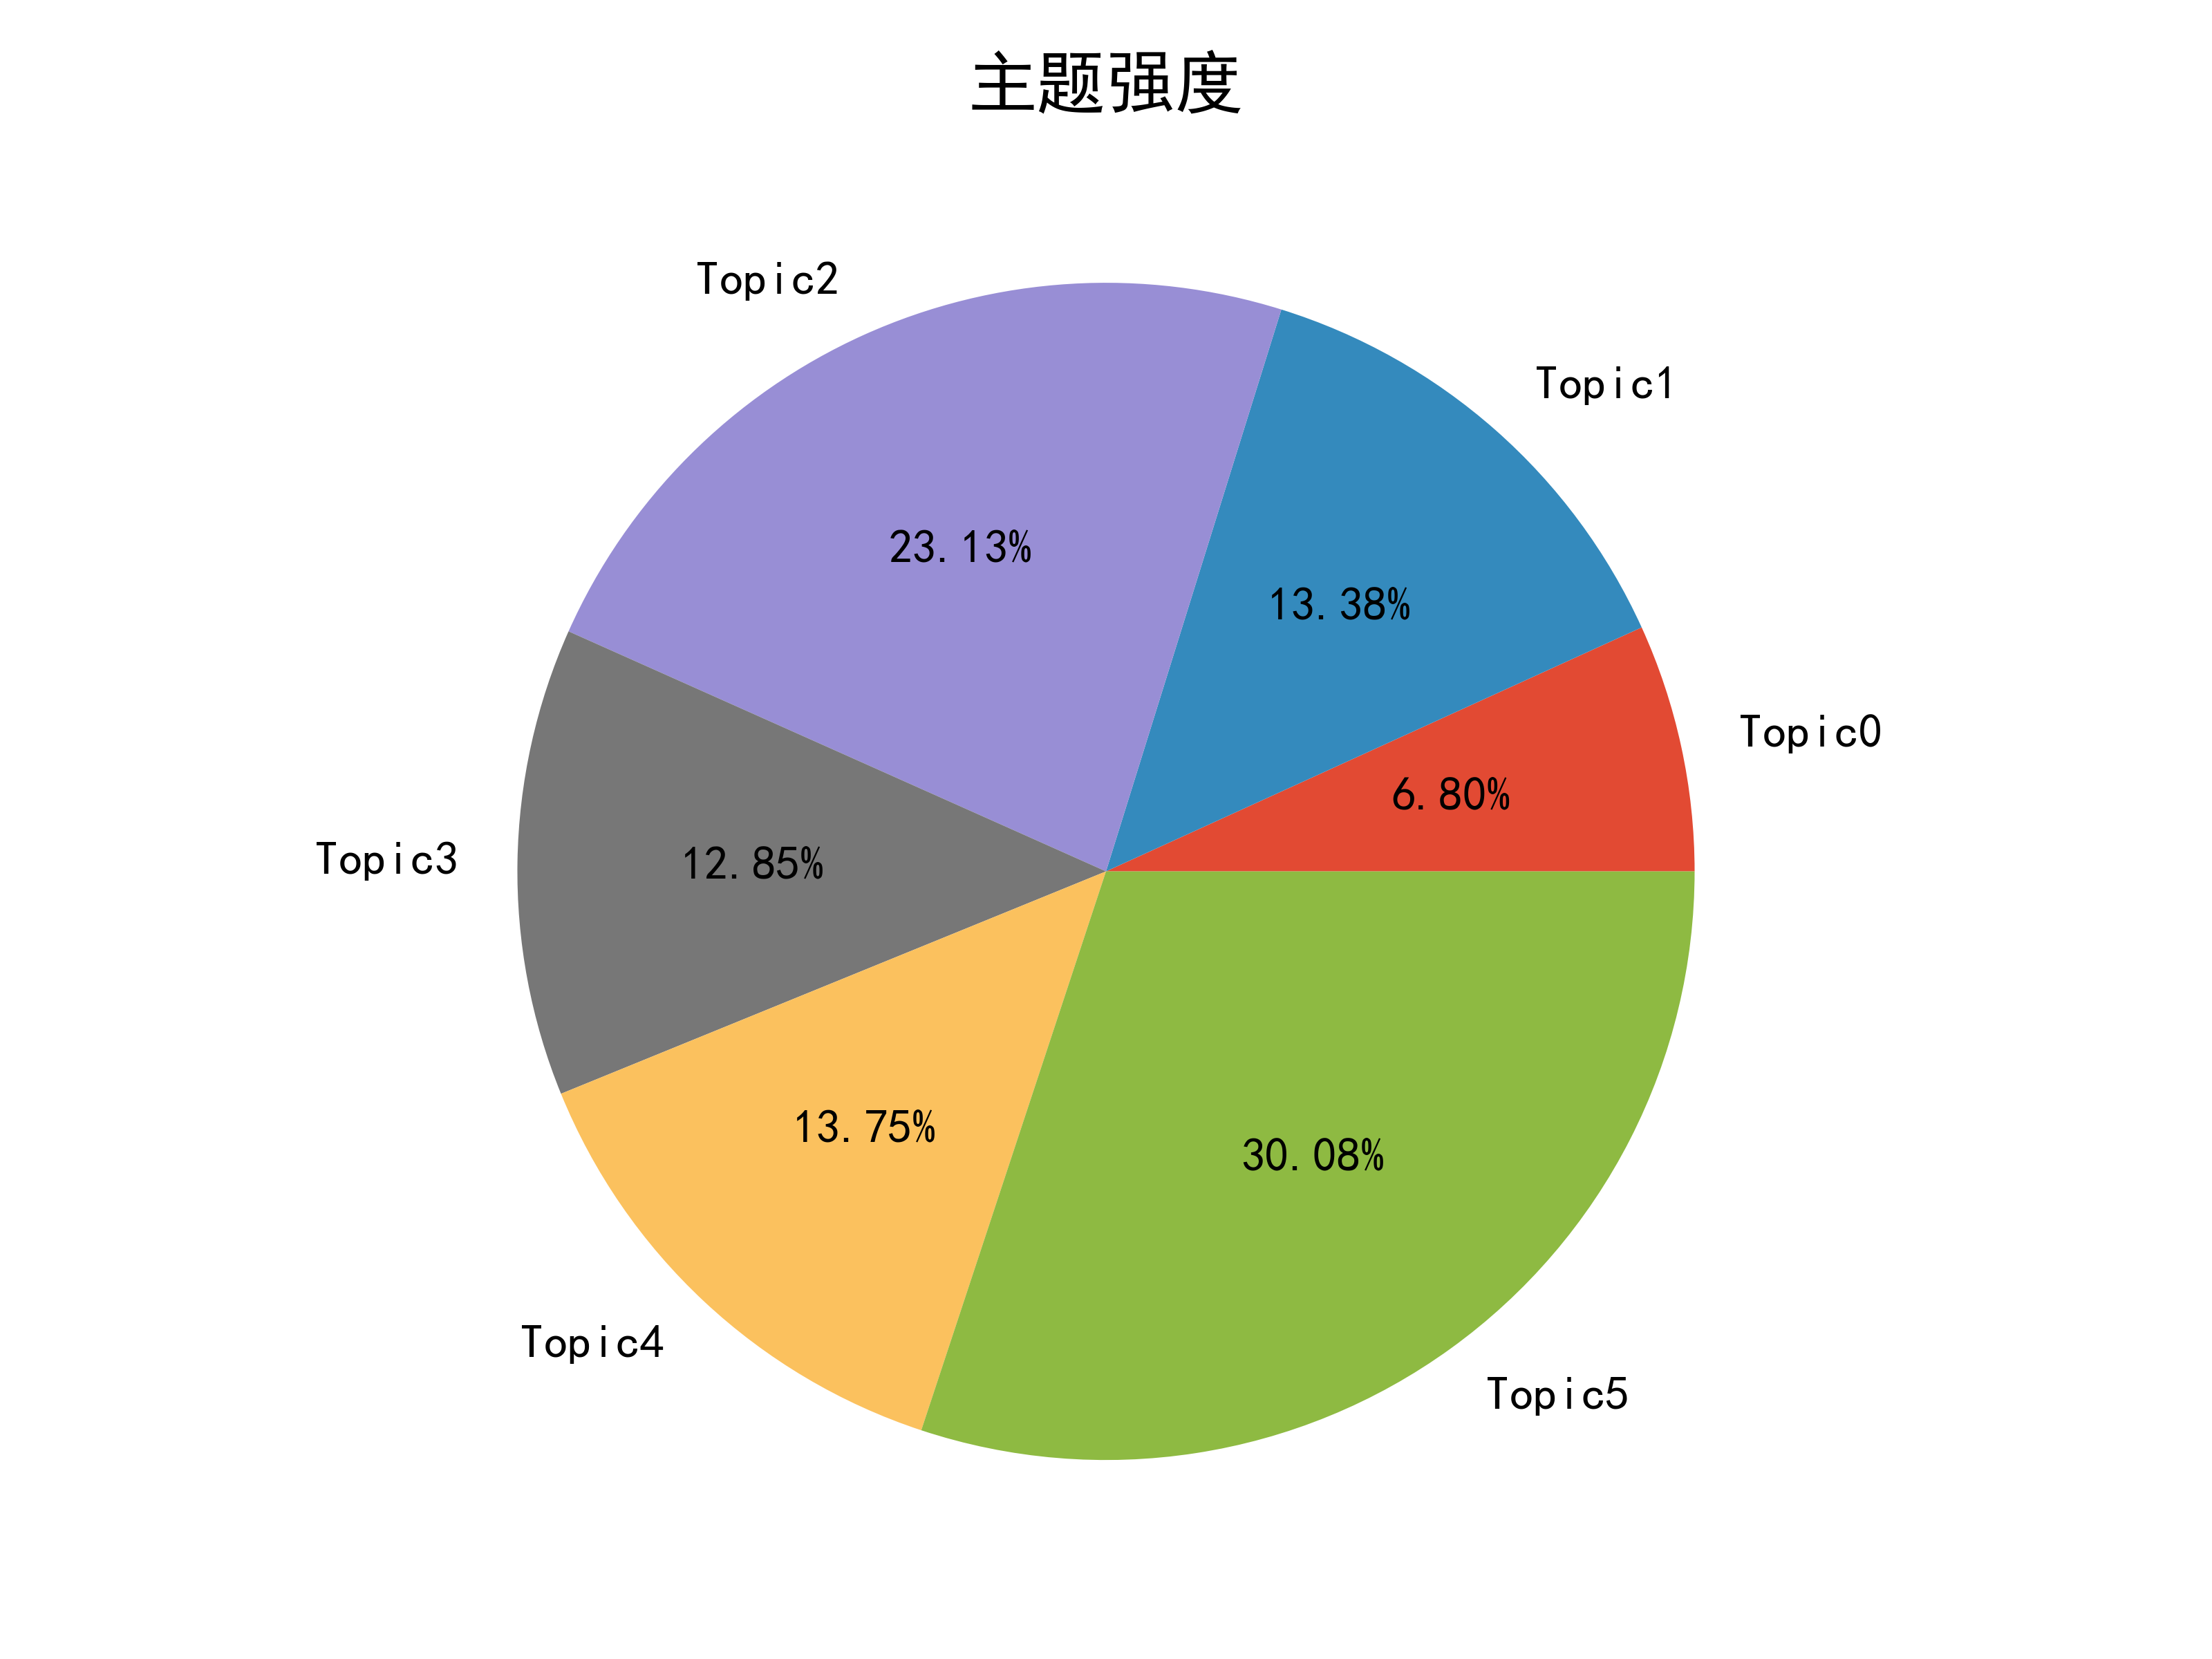 主题强度
Topic2
Topic1
23.13%
13.38%
Topic0
6.80%
Topic3
12.85%
13.75%
30.08%
Topic4
Topic5